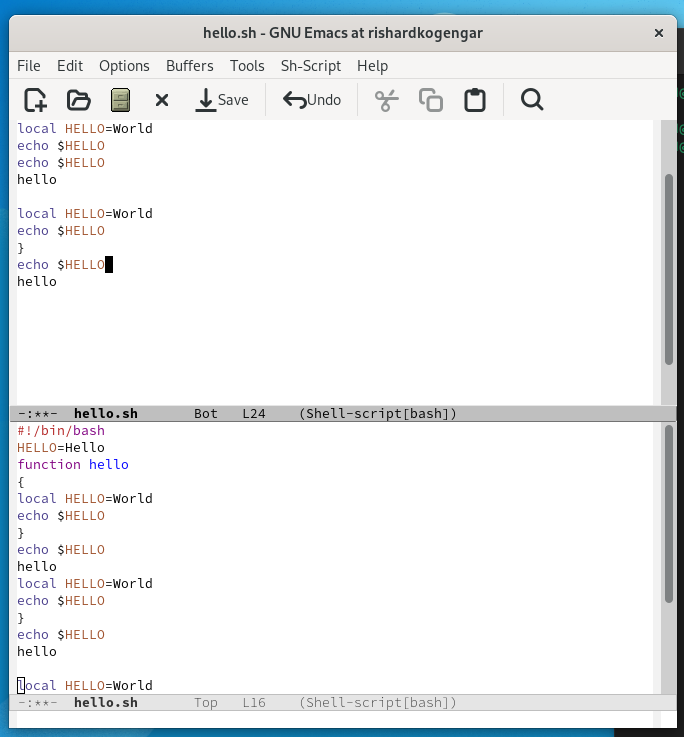 hello.sh - GNU Emacs at rishardkogengar
File Edit Options Buffers Tools Sh-Script Help
Save Undo
local HELLO=World
echo $HELLO
echo $HELLO
hello
local HELLO=World
echo $HELLO
}
echo $HELLO
hello
-:**- hello.sh Bot L24 (Shell-script[bash])
#!/bin/bash
HELLO=Hello
function hello
{
local HELLO=World
echo $HELLO
}
echo $HELLO
hello
local HELLO=World
echo $HELLO
}
echo $HELLO
hello
local HELLO=World
-:**- hello.sh Top L16 (Shell-script[bash])